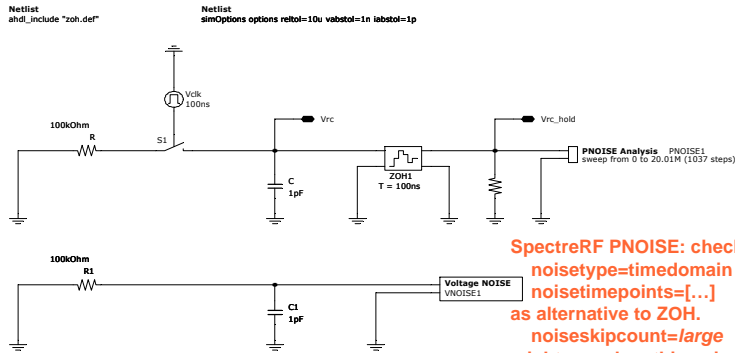 Netlist
ahdl_include "zoh.def"
Netlist
simOptions options reltol=10u vabstol=1n iabstol=1p
Vclk
100ns
100kOhm
R
S1
Vrc
Vrc_hold
C
1pF
ZOH1
T = 100ns
PNOISE Analysis PNOISE1
sweep from 0 to 20.01M (1037 steps)
SpectreRF PNOISE: chec
noisetype=timedomain
noisetimepoints=[…]
as alternative to ZOH.
noiseskipcount=large
100kOhm
R1
C1
1pF
Voltage NOISE
VNOISE1